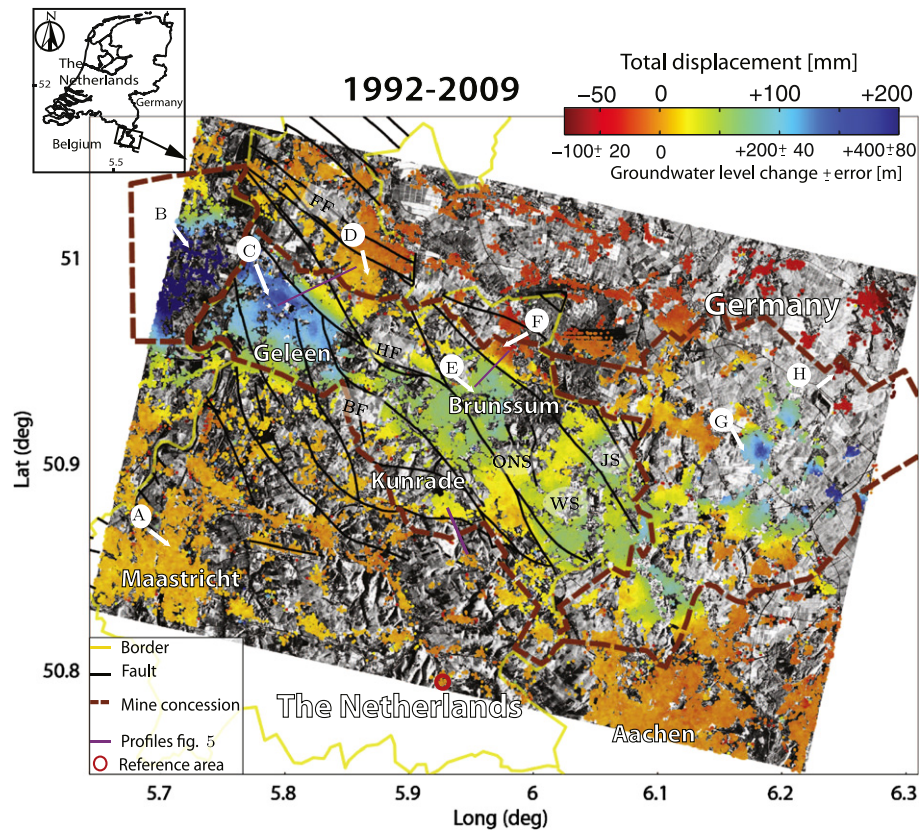 N
The
Netherlands
52
Germany
Belgium
5.5
1992-2009
Total displacement [mm]
−50 0 +100 +200
−100± 20 0 +200± 40 +400±80
Groundwater level change ± error [m]
B
C
FF
D
51
Germany
F
Geleen
HF
E
H
Brunssum
BF
G
ONS
JS
50.9
Kunrade
WS
A
Maastricht
Lat (deg)
Border
Fault
Mine concession
Profiles fig. 5
Reference area
50.8
The Netherlands
Aachen
5.7 5.8 5.9 6 6.1 6.2 6.3
Long (deg)